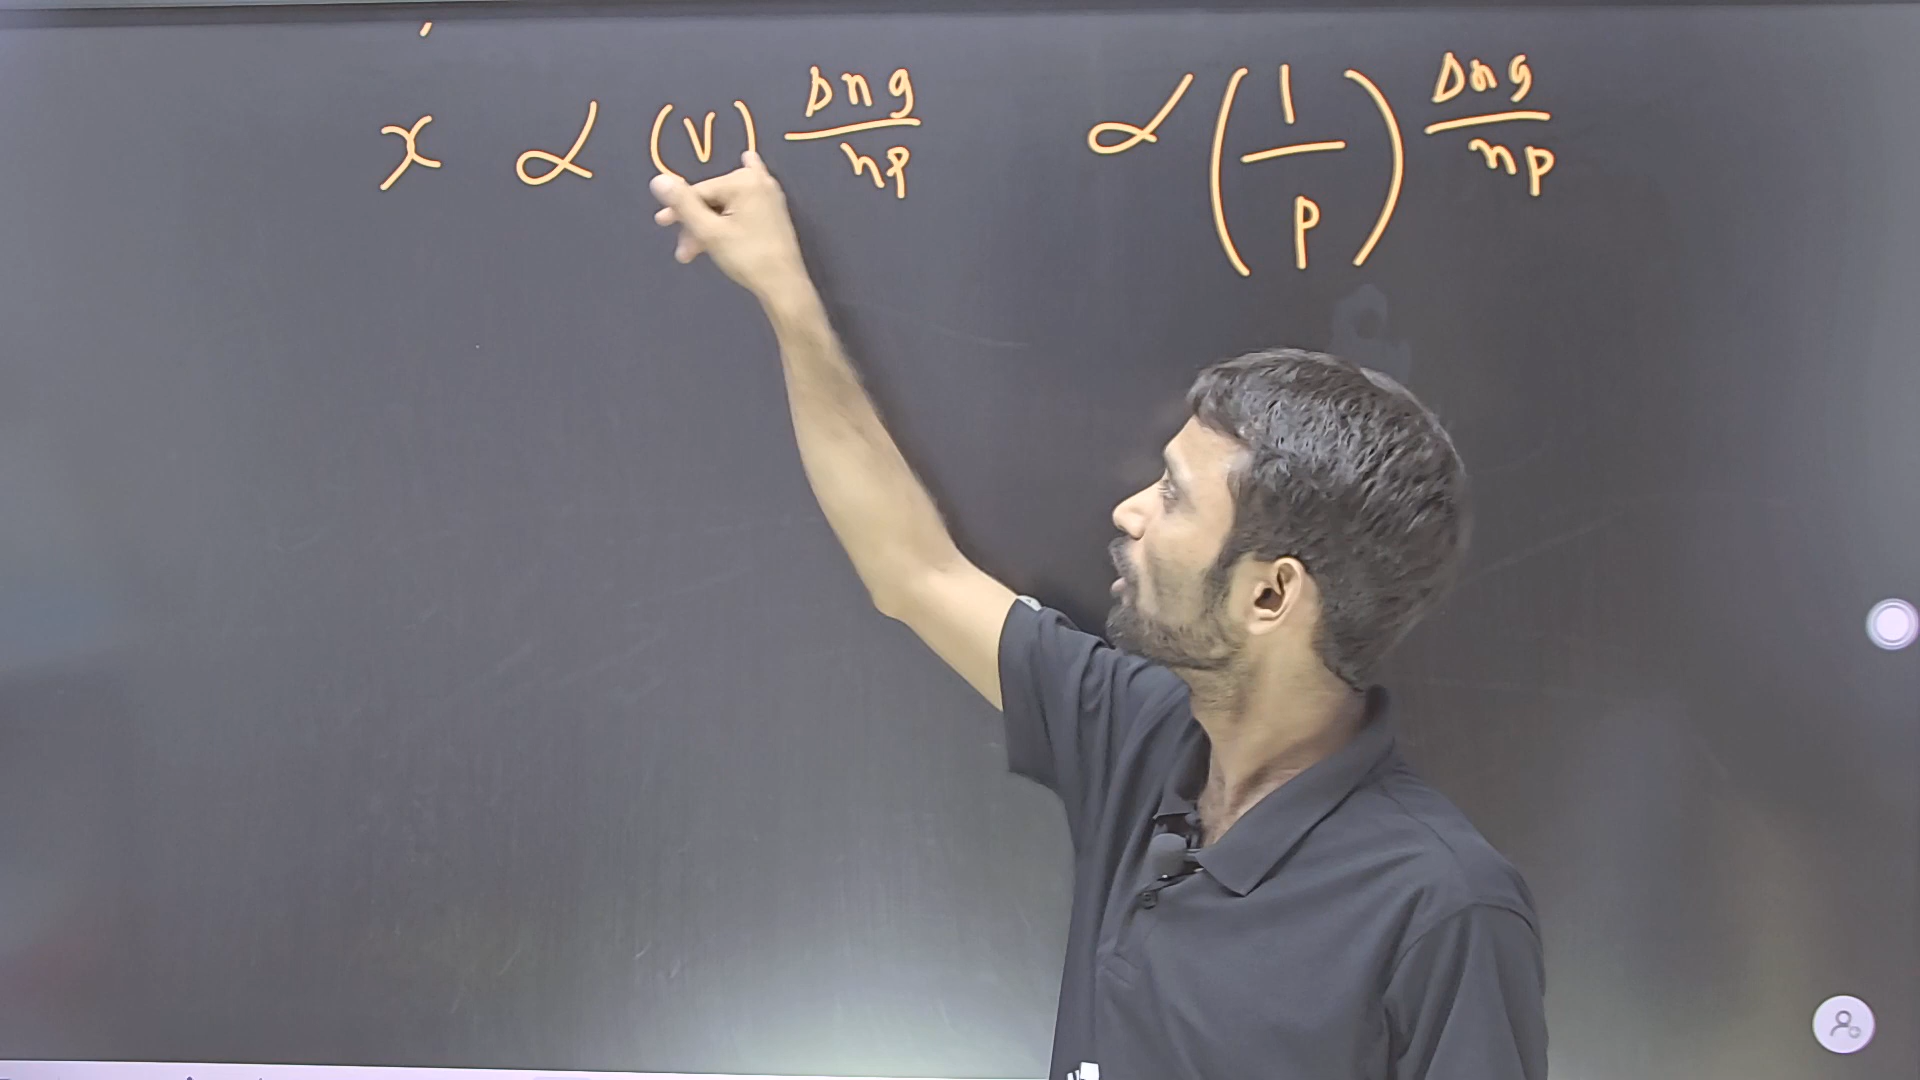 x ∝ (V)^(Δng/np) ∝ (1/p)^(Δng/np)